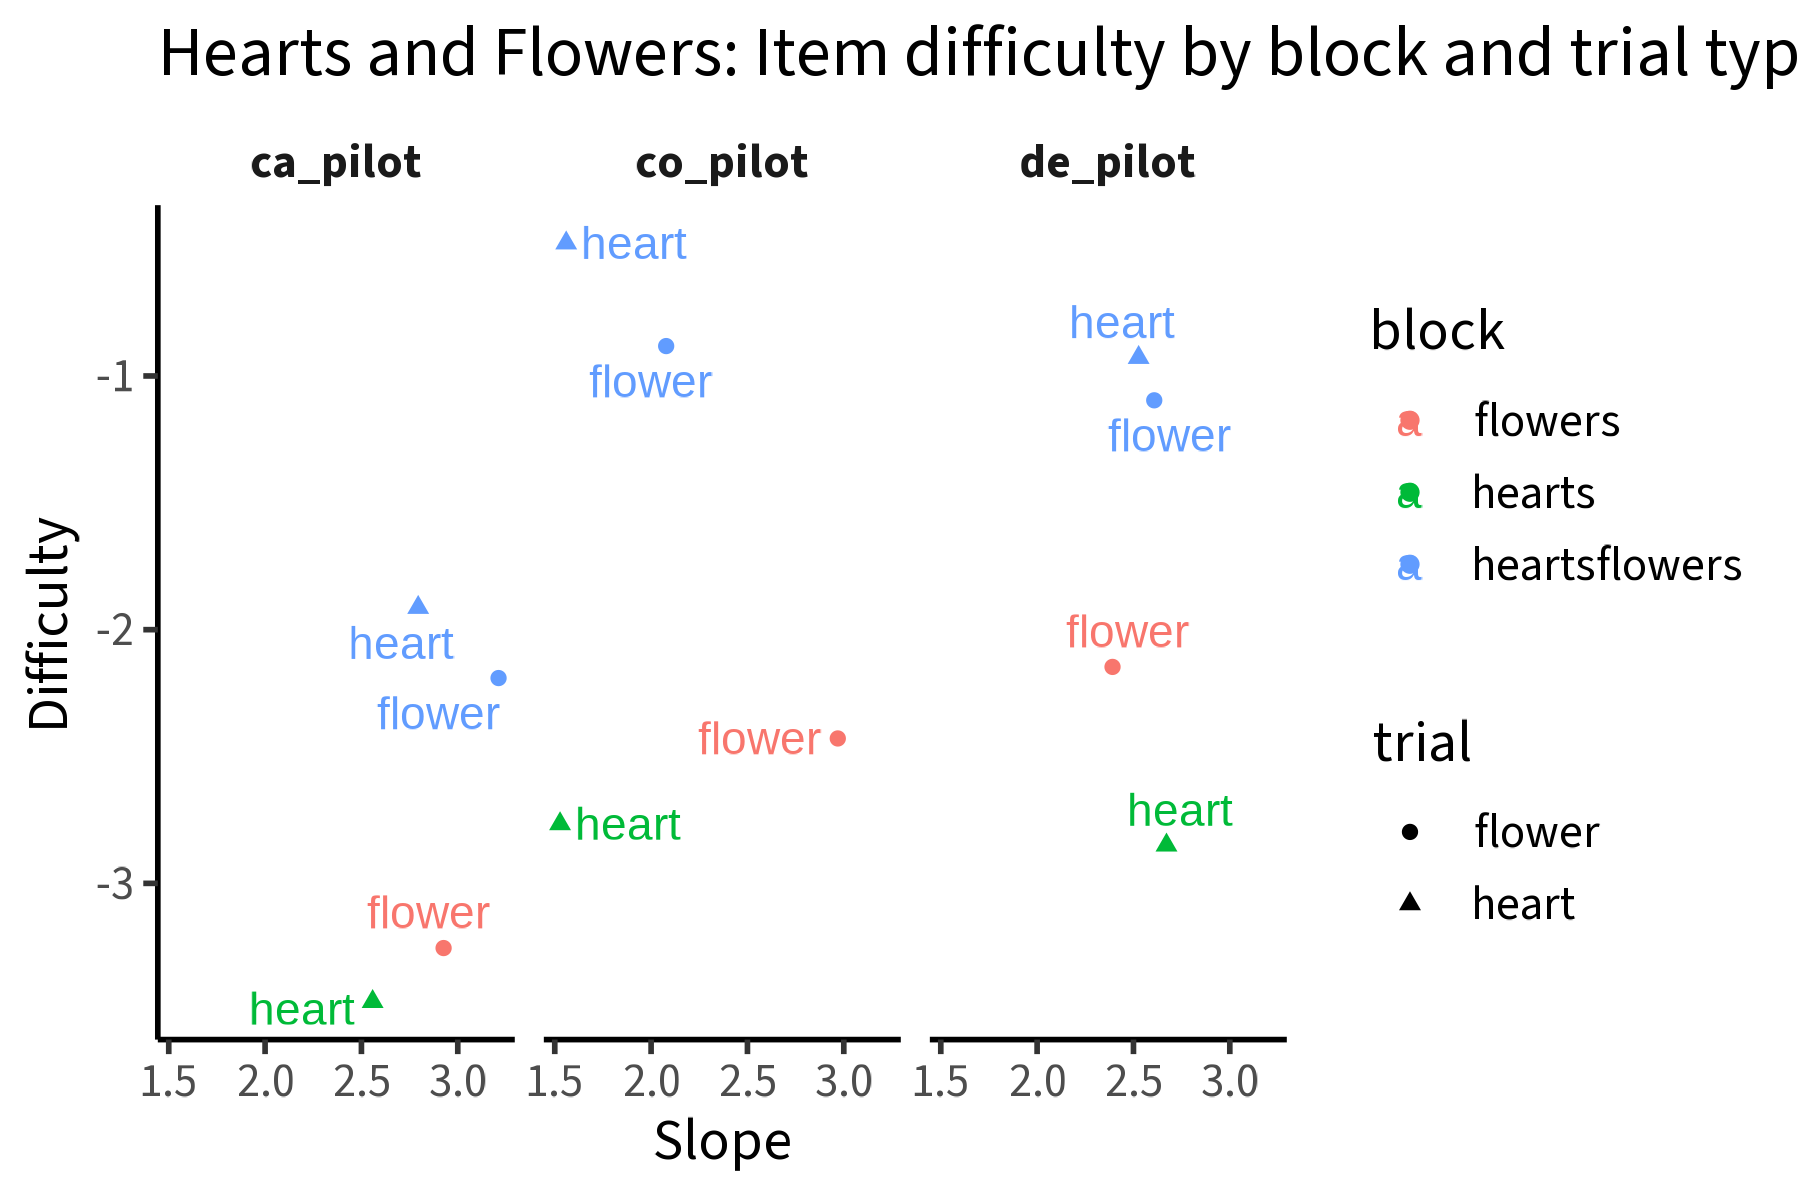 Hearts and Flowers: Item difficulty by block and trial typ
ca_pilot co_pilot de_pilot
heart
heart
flower
flower
heart
flower
flower
heart
flower
flower
heart
heart
flower
heart
Difficulty
-1
-2
-3
1.5 2.0 2.5 3.0 1.5 2.0 2.5 3.0 1.5 2.0 2.5 3.0
Slope
block
a flowers
a hearts
a heartsflowers
trial
flower
heart